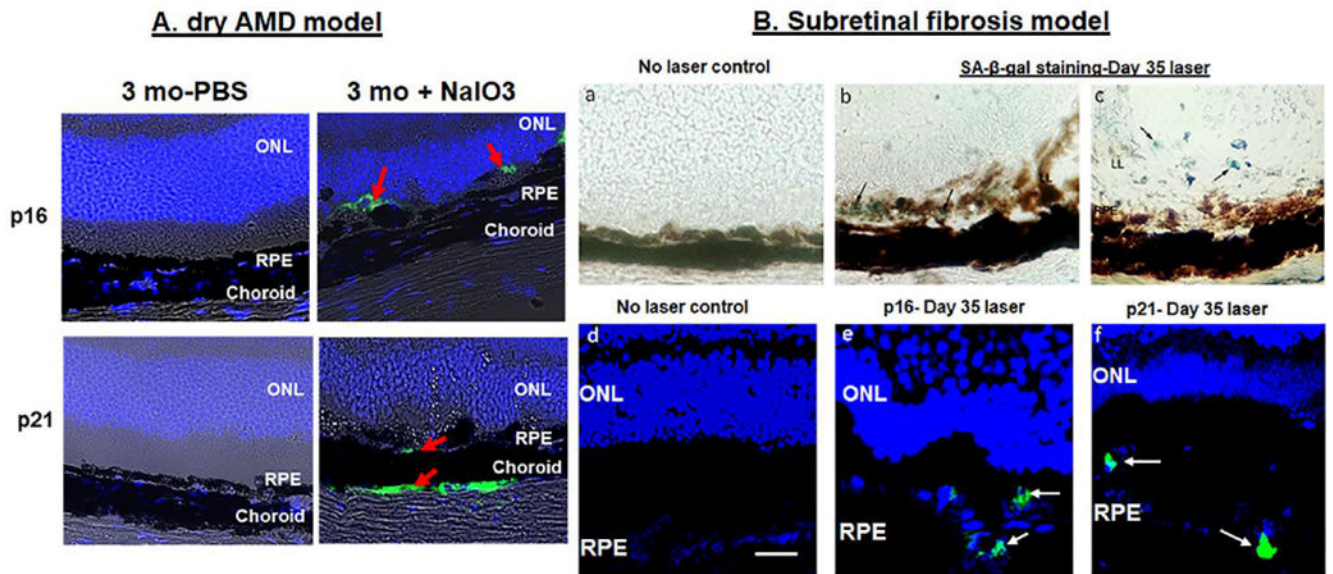 A. dry AMD model
B. Subretinal fibrosis model
3 mo-PBS
3 mo + NaIO3
p16
ONL
RPE
Choroid
ONL
RPE
Choroid
p21
ONL
RPE
Choroid
ONL
RPE
Choroid
No laser control
SA-β-gal staining-Day 35 laser
a
b
LL
c
LL
RPE
No laser control
p16- Day 35 laser
p21- Day 35 laser
d
ONL
RPE
e
ONL
RPE
f
ONL
RPE